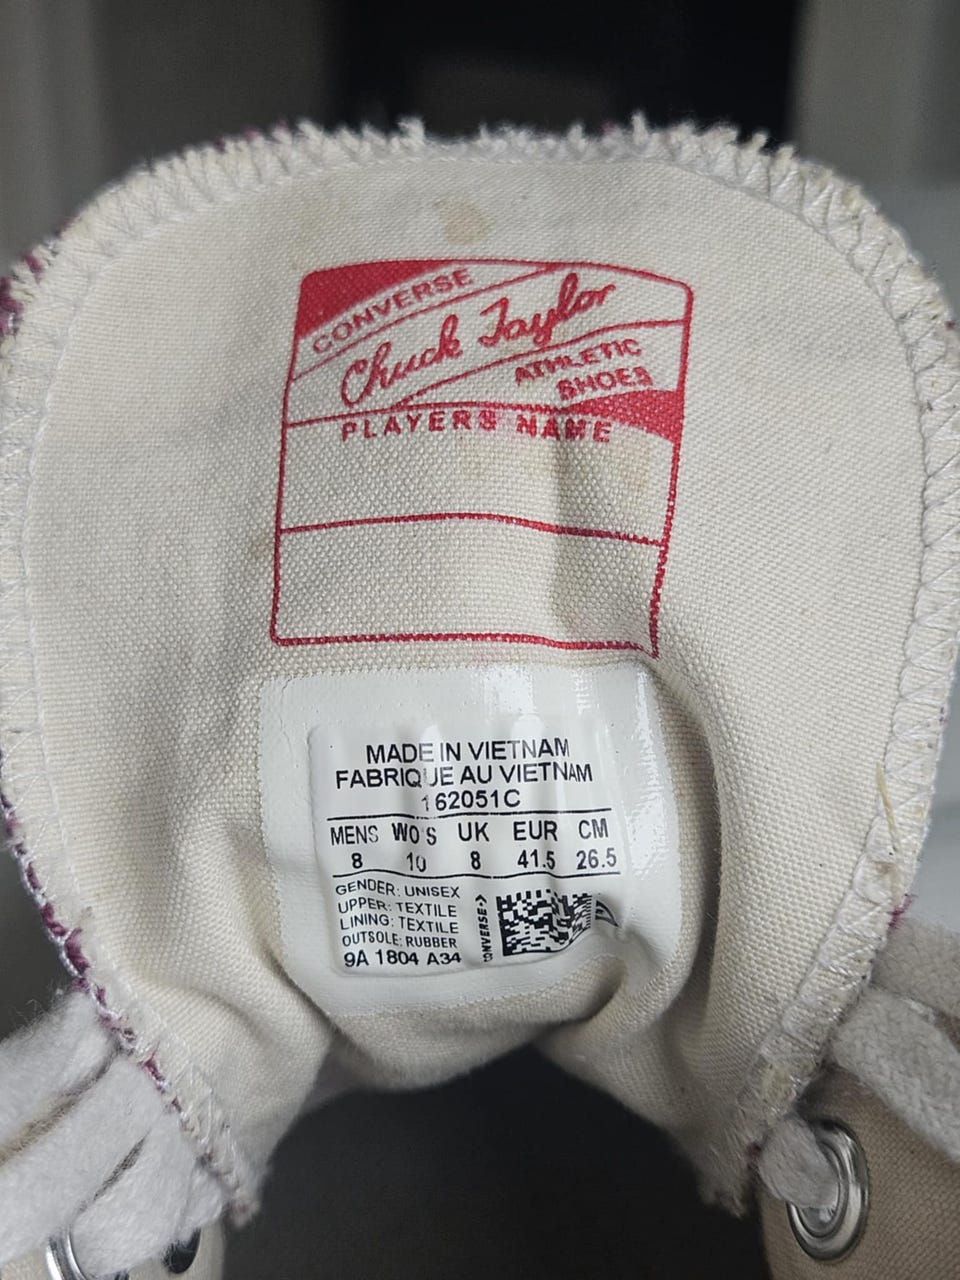 CONVERSE
Chuck Taylor
ATHLETIC
SHOES
PLAYERS NAME
MADE IN VIETNAM
FABRIQUE AU VIETNAM
162051C
MENS WO'S UK EUR CM
8 10 8 41.5 26.5
GENDER: UNISEX
UPPER: TEXTILE
LINING: TEXTILE
OUTSOLE: RUBBER
9A 1804 A34
CONVERSE